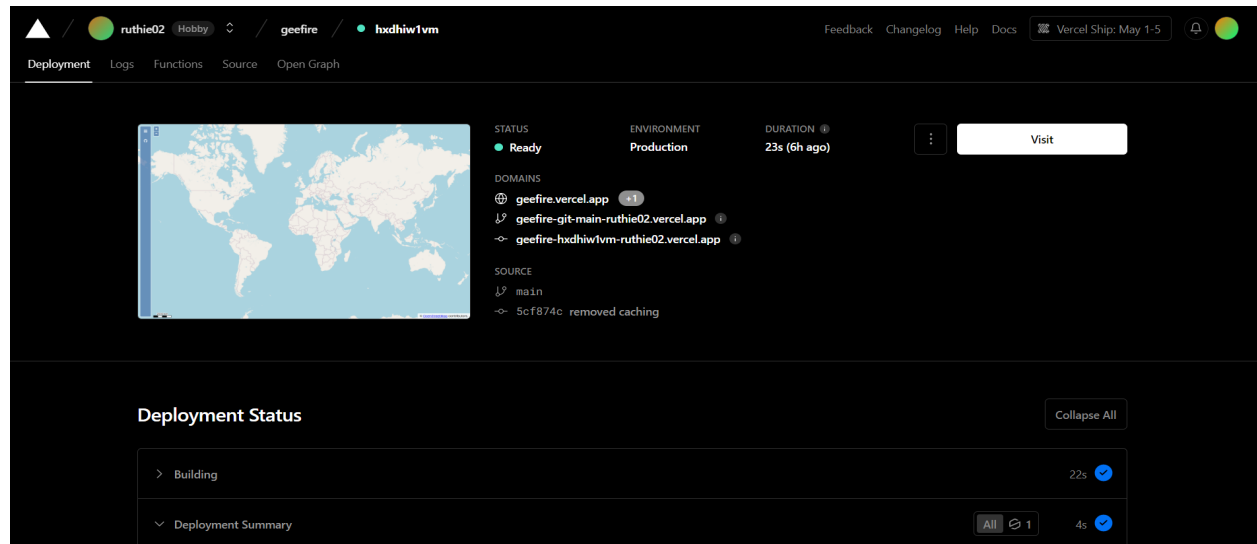 ruthie02 Hobby geefire hxdhiw1vm Feedback Changelog Help Docs Vercel Ship: May 1-5
Deployment Logs Functions Source Open Graph
STATUS ENVIRONMENT DURATION
Ready Production 23s (6h ago)
Visit
DOMAINS
geefire.vercel.app +1
geefire-git-main-ruthie02.vercel.app
geefire-hxdhiw1vm-ruthie02.vercel.app
SOURCE
main
5cf874c removed caching
Deployment Status Collapse All
Building 22s
Deployment Summary All 1 4s